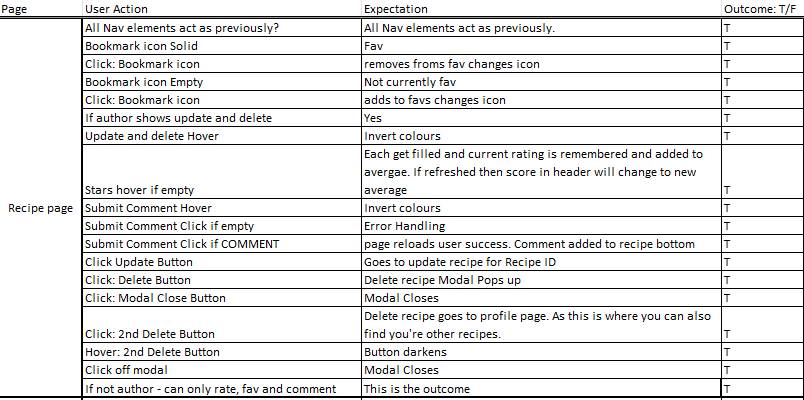 Page User Action Expectation Outcome: T/F
All Nav elements act as previously? All Nav elements act as previously. T
Bookmark icon Solid Fav T
Click: Bookmark icon removes froms fav changes icon T
Bookmark icon Empty Not currently fav T
Click: Bookmark icon adds to favs changes icon T
If author shows update and delete Yes T
Update and delete Hover Invert colours T
Each get filled and current rating is remembered and added to
avergae. If refreshed then score in header will change to new
Stars hover if empty average T
Recipe page Submit Comment Hover Invert colours T
Submit Comment Click if empty Error Handling T
Submit Comment Click if COMMENT page reloads user success. Comment added to recipe bottom T
Click Update Button Goes to update recipe for Recipe ID T
Click: Delete Button Delete recipe Modal Pops up T
Click: Modal Close Button Modal Closes T
Delete recipe goes to profile page. As this is where you can also
Click: 2nd Delete Button find you're other recipes. T
Hover: 2nd Delete Button Button darkens T
Click off modal Modal Closes T
If not author - can only rate, fav and comment This is the outcome T